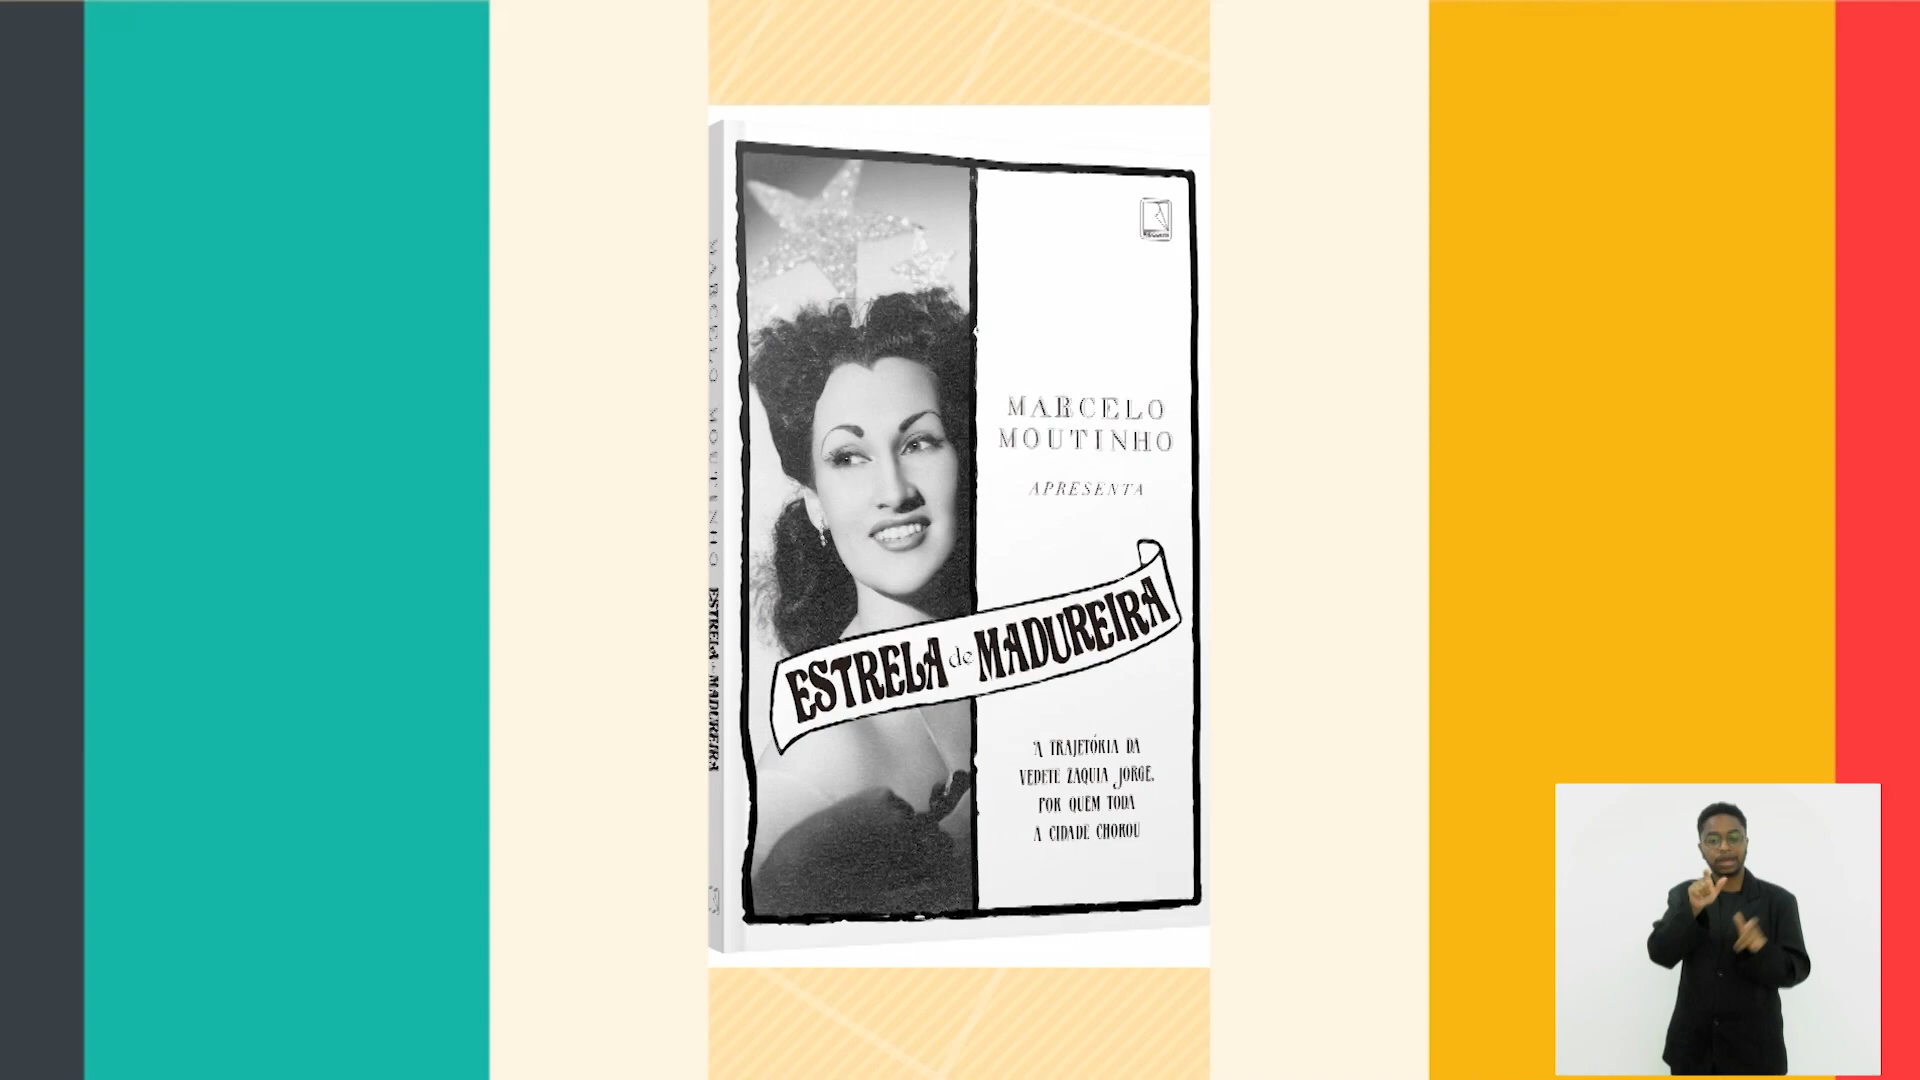 MARCELO MOUTINHO ESTRELA de MADUREIRA
MARCELO
MOUTINHO
APRESENTA
ESTRELA de MADUREIRA
A TRAJETÓRIA DA
VEDETE ZAQUIA JORGE,
POR QUEM TODA
A CIDADE CHOROU